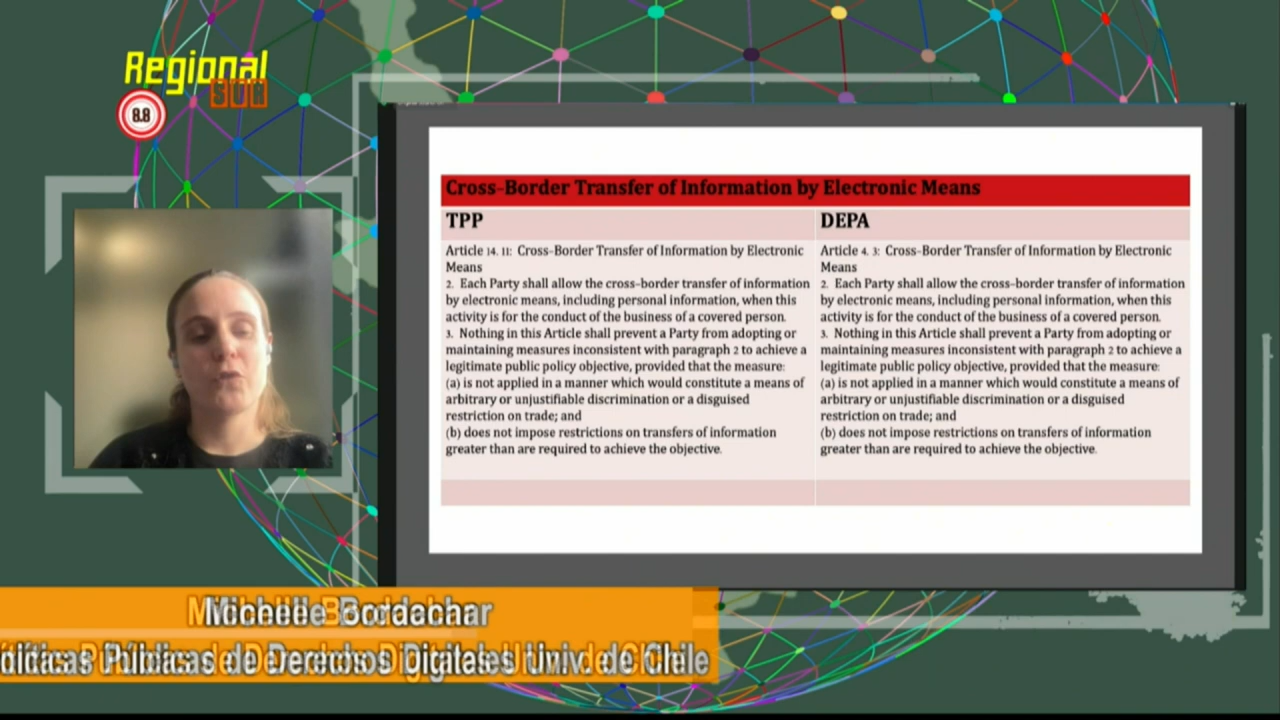 Regional
SUR
8.8
Cross-Border Transfer of Information by Electronic Means
TPP
Article 14. 11: Cross-Border Transfer of Information by Electronic
Means
2. Each Party shall allow the cross-border transfer of information
by electronic means, including personal information, when this
activity is for the conduct of the business of a covered person.
3. Nothing in this Article shall prevent a Party from adopting or
maintaining measures inconsistent with paragraph 2 to achieve a
legitimate public policy objective, provided that the measure:
(a) is not applied in a manner which would constitute a means of
arbitrary or unjustifiable discrimination or a disguised
restriction on trade; and
(b) does not impose restrictions on transfers of information
greater than are required to achieve the objective.
DEPA
Article 4. 3: Cross-Border Transfer of Information by Electronic
Means
2. Each Party shall allow the cross-border transfer of information
by electronic means, including personal information, when this
activity is for the conduct of the business of a covered person.
3. Nothing in this Article shall prevent a Party from adopting or
maintaining measures inconsistent with paragraph 2 to achieve a
legitimate public policy objective, provided that the measure:
(a) is not applied in a manner which would constitute a means of
arbitrary or unjustifiable discrimination or a disguised
restriction on trade; and
(b) does not impose restrictions on transfers of information
greater than are required to achieve the objective.
Michelle Bordachar
Públicas de Derechos Digitales Univ. de Chile